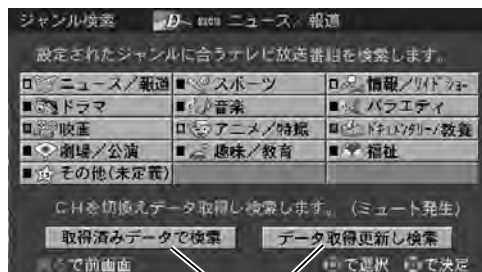 ジャンル検索 D menu ニュース／報道
設定されたジャンルに合うテレビ放送番組を検索します。
ニュース／報道 スポーツ 情報／ワイドショー
ドラマ 音楽 バラエティ
映画 アニメ／特撮 ドキュメンタリー／教養
劇場／公演 趣味／教育 福祉
その他(未定義)
CHを切換えデータ取得し検索します。（ミュート発生）
取得済みデータで検索 データ取得更新し検索
で前画面 で選択 で決定